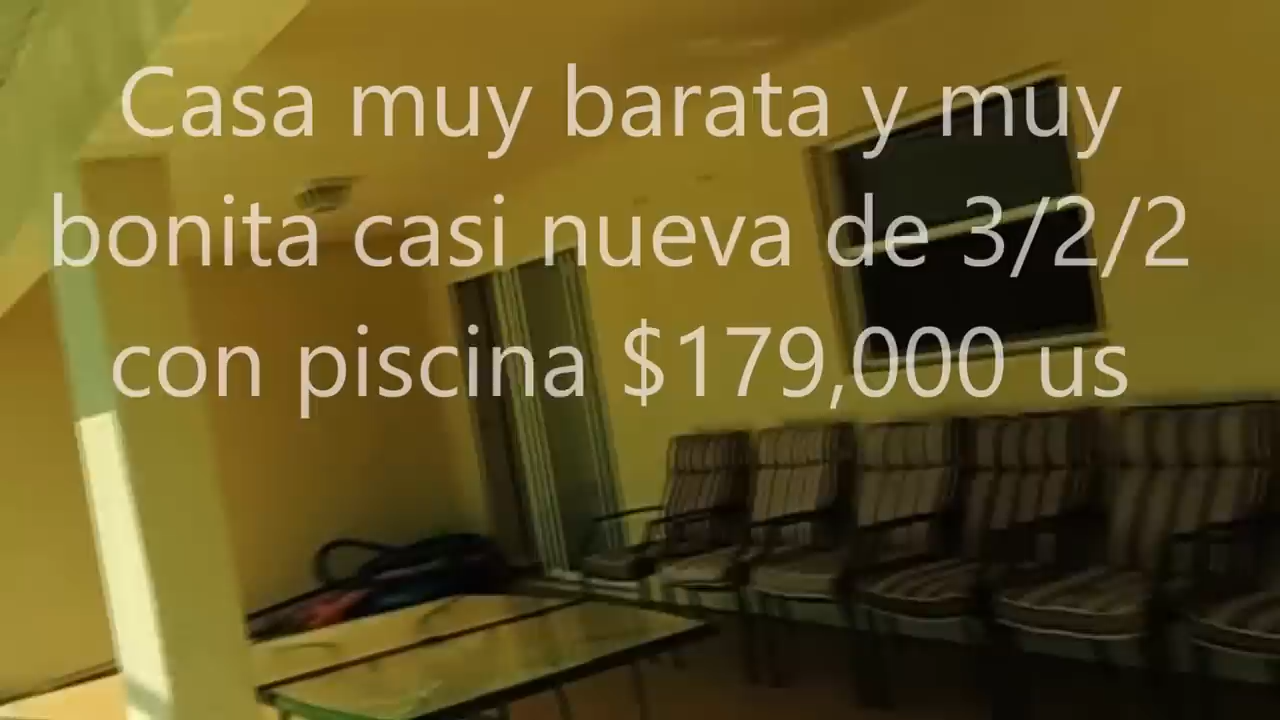 Casa muy barata y muy
bonita casi nueva de 3/2/2
con piscina $179,000 us